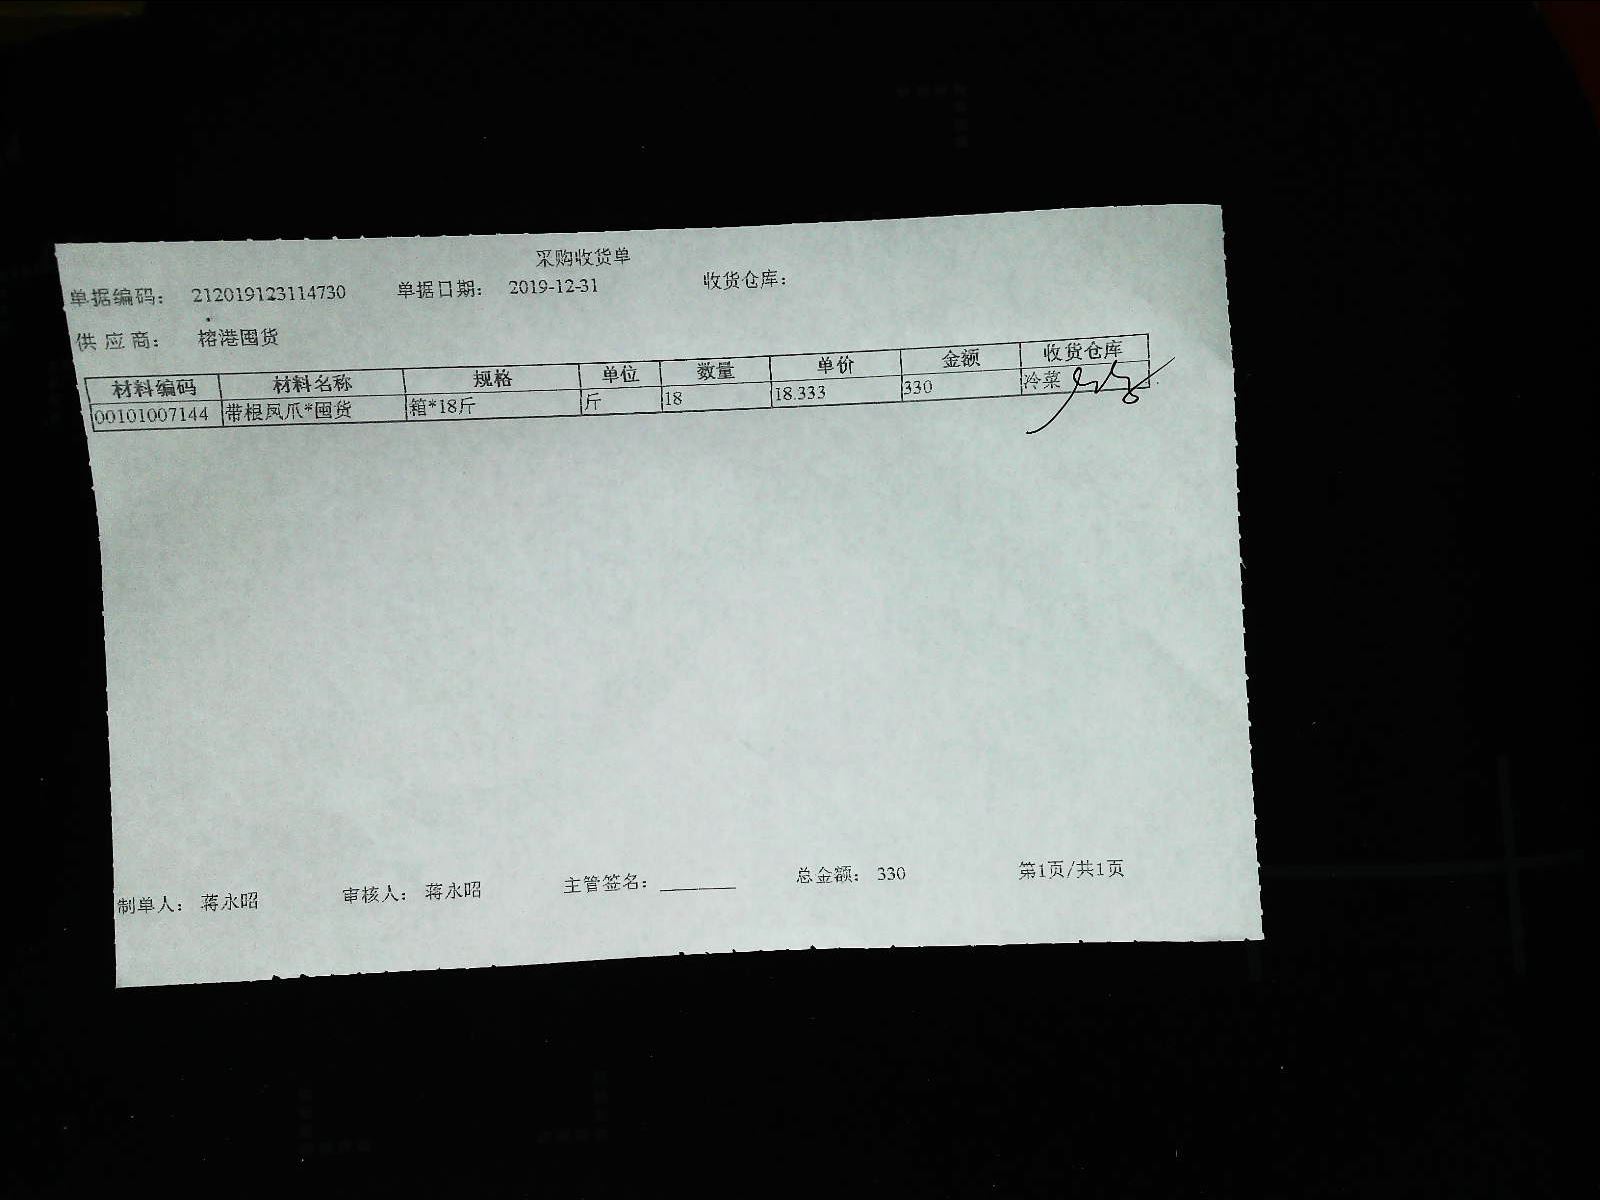 采购收货单
单据编码： 212019123114730 单据日期： 2019-12-31 收货仓库：
供 应 商： 榕港囤货
材料编码 材料名称 规格 单位 数量 单价 金额 收货仓库
00101007144 带根凤爪*囤货 箱*18斤 斤 18 18.333 330 冷菜
制单人： 蒋永昭 审核人： 蒋永昭 主管签名：________ 总金额： 330 第1页/共1页